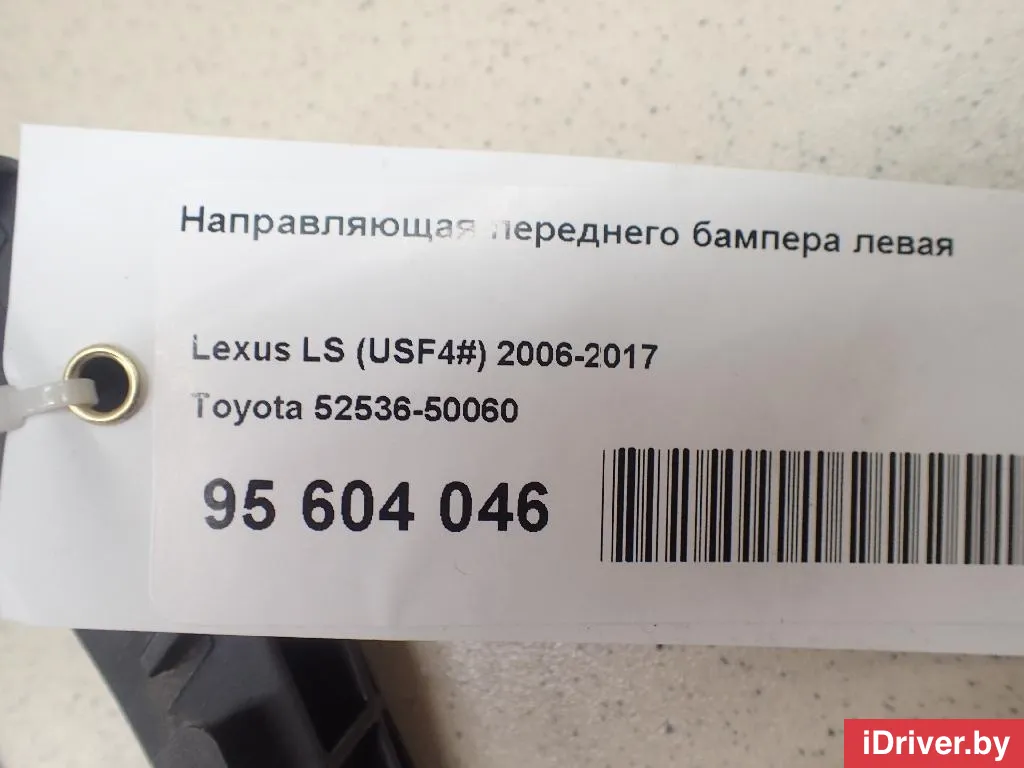 Направляющая переднего бампера левая
Lexus LS (USF4#) 2006-2017
Toyota 52536-50060
95 604 046
iDriver.by